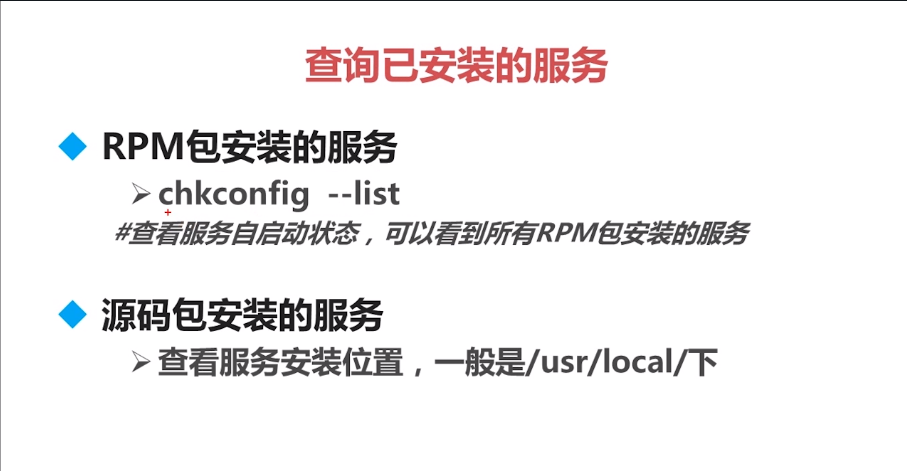 查询已安装的服务
RPM包安装的服务
chkconfig --list
#查看服务自启动状态，可以看到所有RPM包安装的服务
源码包安装的服务
查看服务安装位置，一般是/usr/local/下